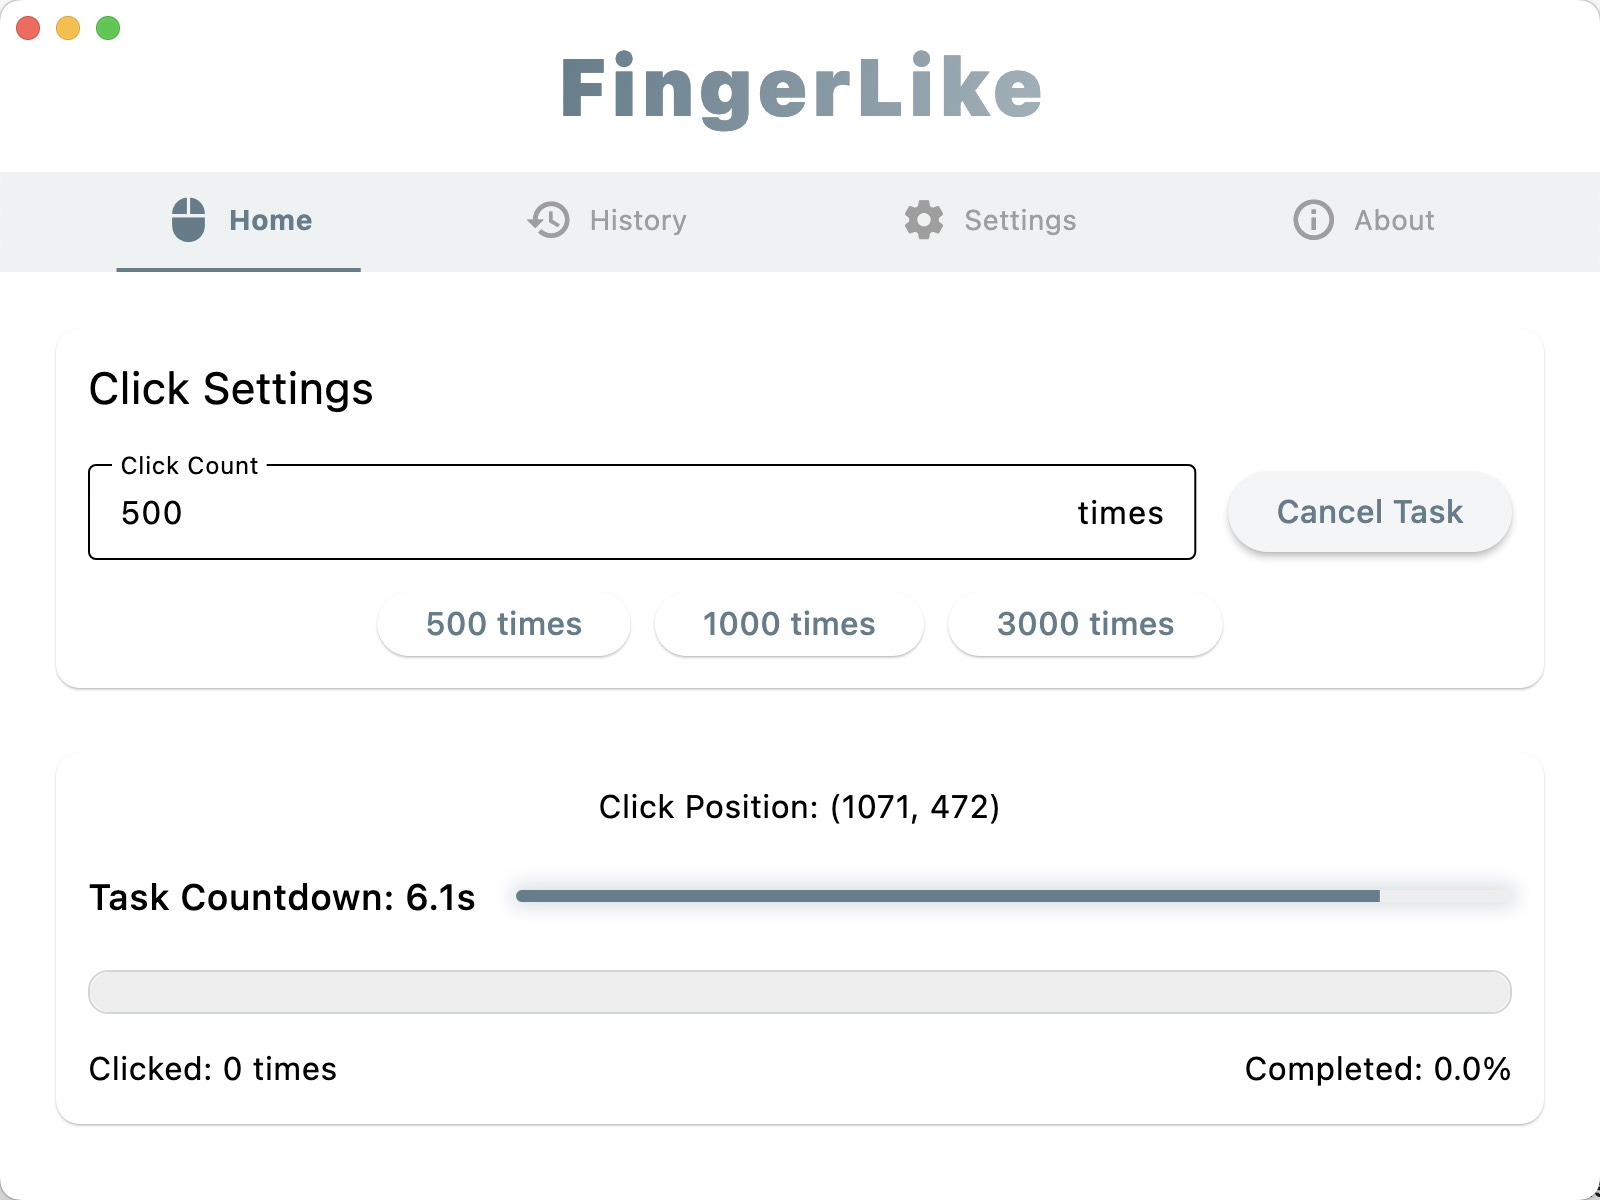 FingerLike
Home
History
Settings
About
Click Settings
Click Count
500
times
Cancel Task
500 times
1000 times
3000 times
Click Position: (1071, 472)
Task Countdown: 6.1s
Clicked: 0 times
Completed: 0.0%